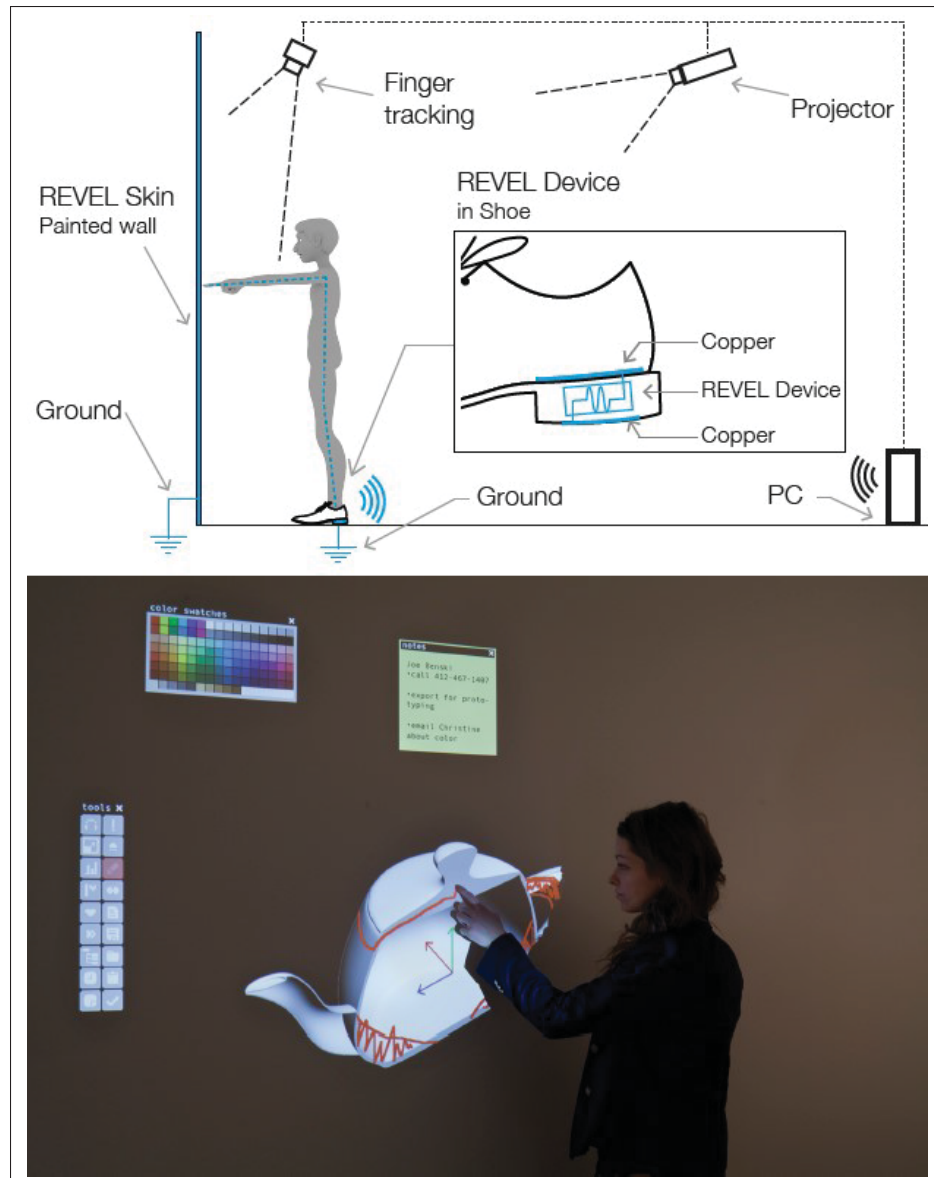 Finger
tracking
Projector
REVEL Skin
Painted wall
REVEL Device
in Shoe
Copper
REVEL Device
Copper
Ground
Ground
PC
color swatches
notes
Joe Benski
*call 412-467-1407
*export for proto-
typing
*email Christine
about color
tools